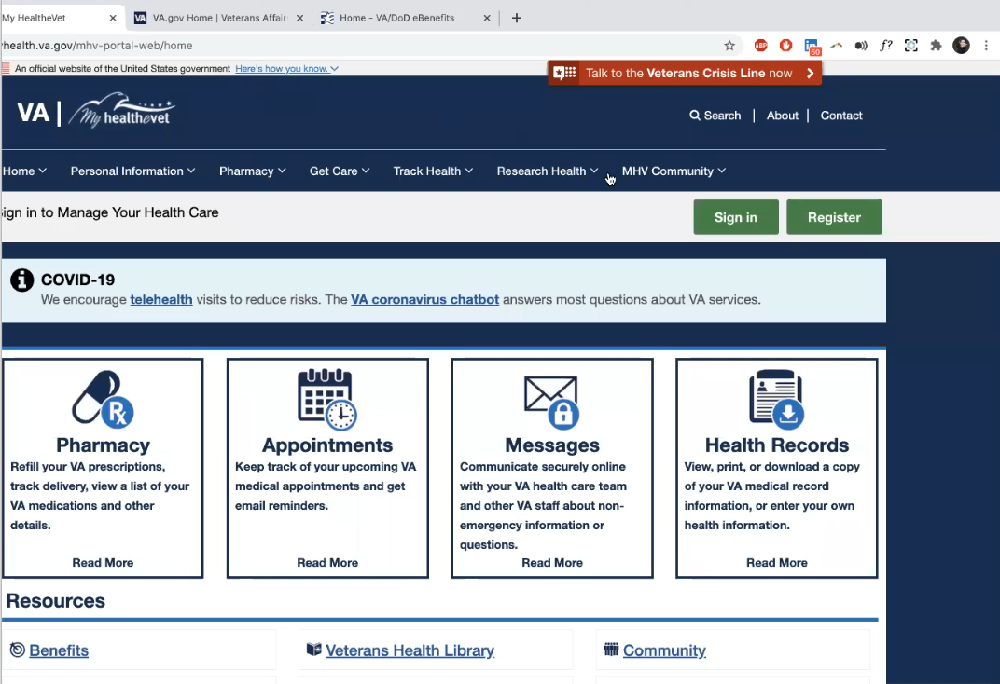 My HealtheVet
VA VA.gov Home | Veterans Affair
Home - VA/DoD eBenefits
health.va.gov/mhv-portal-web/home
ABP
50
f?
An official website of the United States government Here's how you know.
Talk to the Veterans Crisis Line now
VA | My healthevet
Search | About | Contact
Home
Personal Information
Pharmacy
Get Care
Track Health
Research Health
MHV Community
ign in to Manage Your Health Care
Sign in
Register
COVID-19
We encourage telehealth visits to reduce risks. The VA coronavirus chatbot answers most questions about VA services.
Rx
Pharmacy
Refill your VA prescriptions,
track delivery, view a list of your
VA medications and other
details.
Read More
Appointments
Keep track of your upcoming VA
medical appointments and get
email reminders.
Read More
Messages
Communicate securely online
with your VA health care team
and other VA staff about non-
emergency information or
questions.
Read More
Health Records
View, print, or download a copy
of your VA medical record
information, or enter your own
health information.
Read More
Resources
Benefits
Veterans Health Library
Community